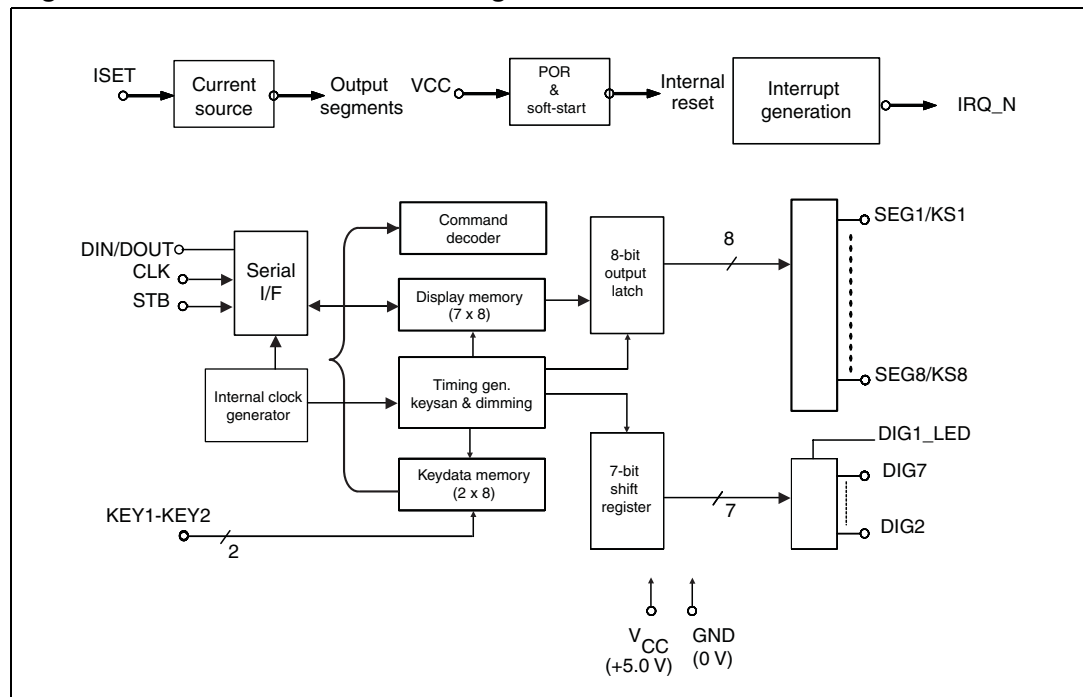 ISET
Current
source
Output
segments
VCC
POR
&
soft-start
Internal
reset
Interrupt
generation
IRQ_N
DIN/DOUT
CLK
STB
Serial
I/F
Command
decoder
Display memory
(7 x 8)
8-bit
output
latch
8
SEG1/KS1
SEG8/KS8
Internal clock
generator
Timing gen.
keysan & dimming
Keydata memory
(2 x 8)
KEY1-KEY2
2
7-bit
shift
register
7
DIG1_LED
DIG7
DIG2
VCC
(+5.0 V)
GND
(0 V)